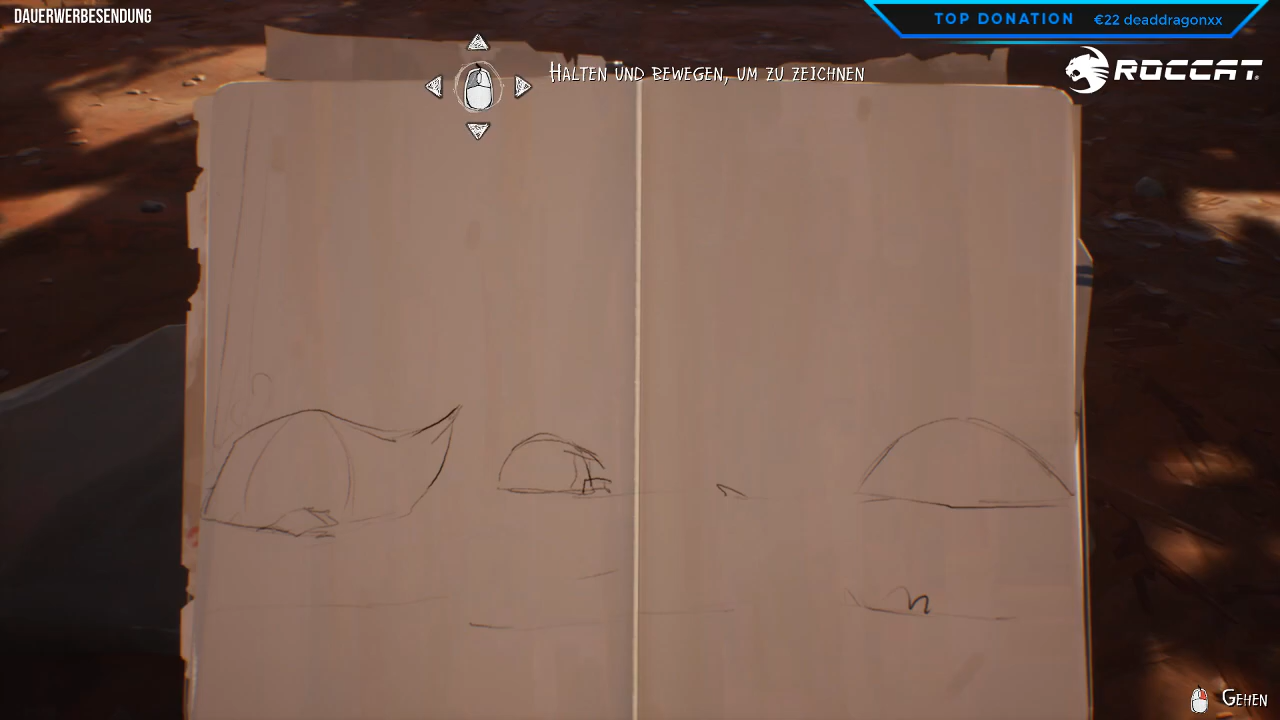 DAUERWERBESENDUNG
TOP DONATION €22 deaddragonxx
HALTEN UND BEWEGEN, UM ZU ZEICHNEN
ROCCAT
GEHEN